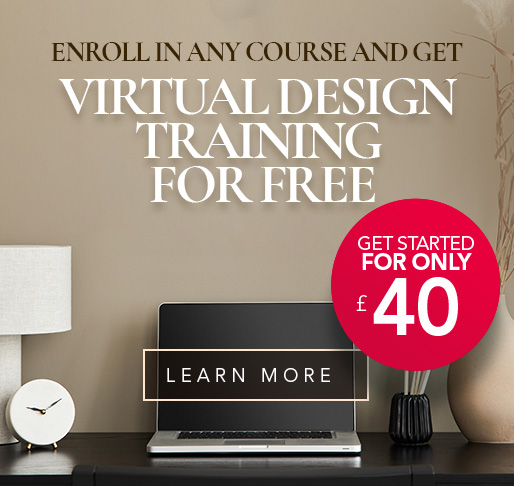 ENROLL IN ANY COURSE AND GET
VIRTUAL DESIGN
TRAINING
FOR FREE
GET STARTED
FOR ONLY
£40
LEARN MORE